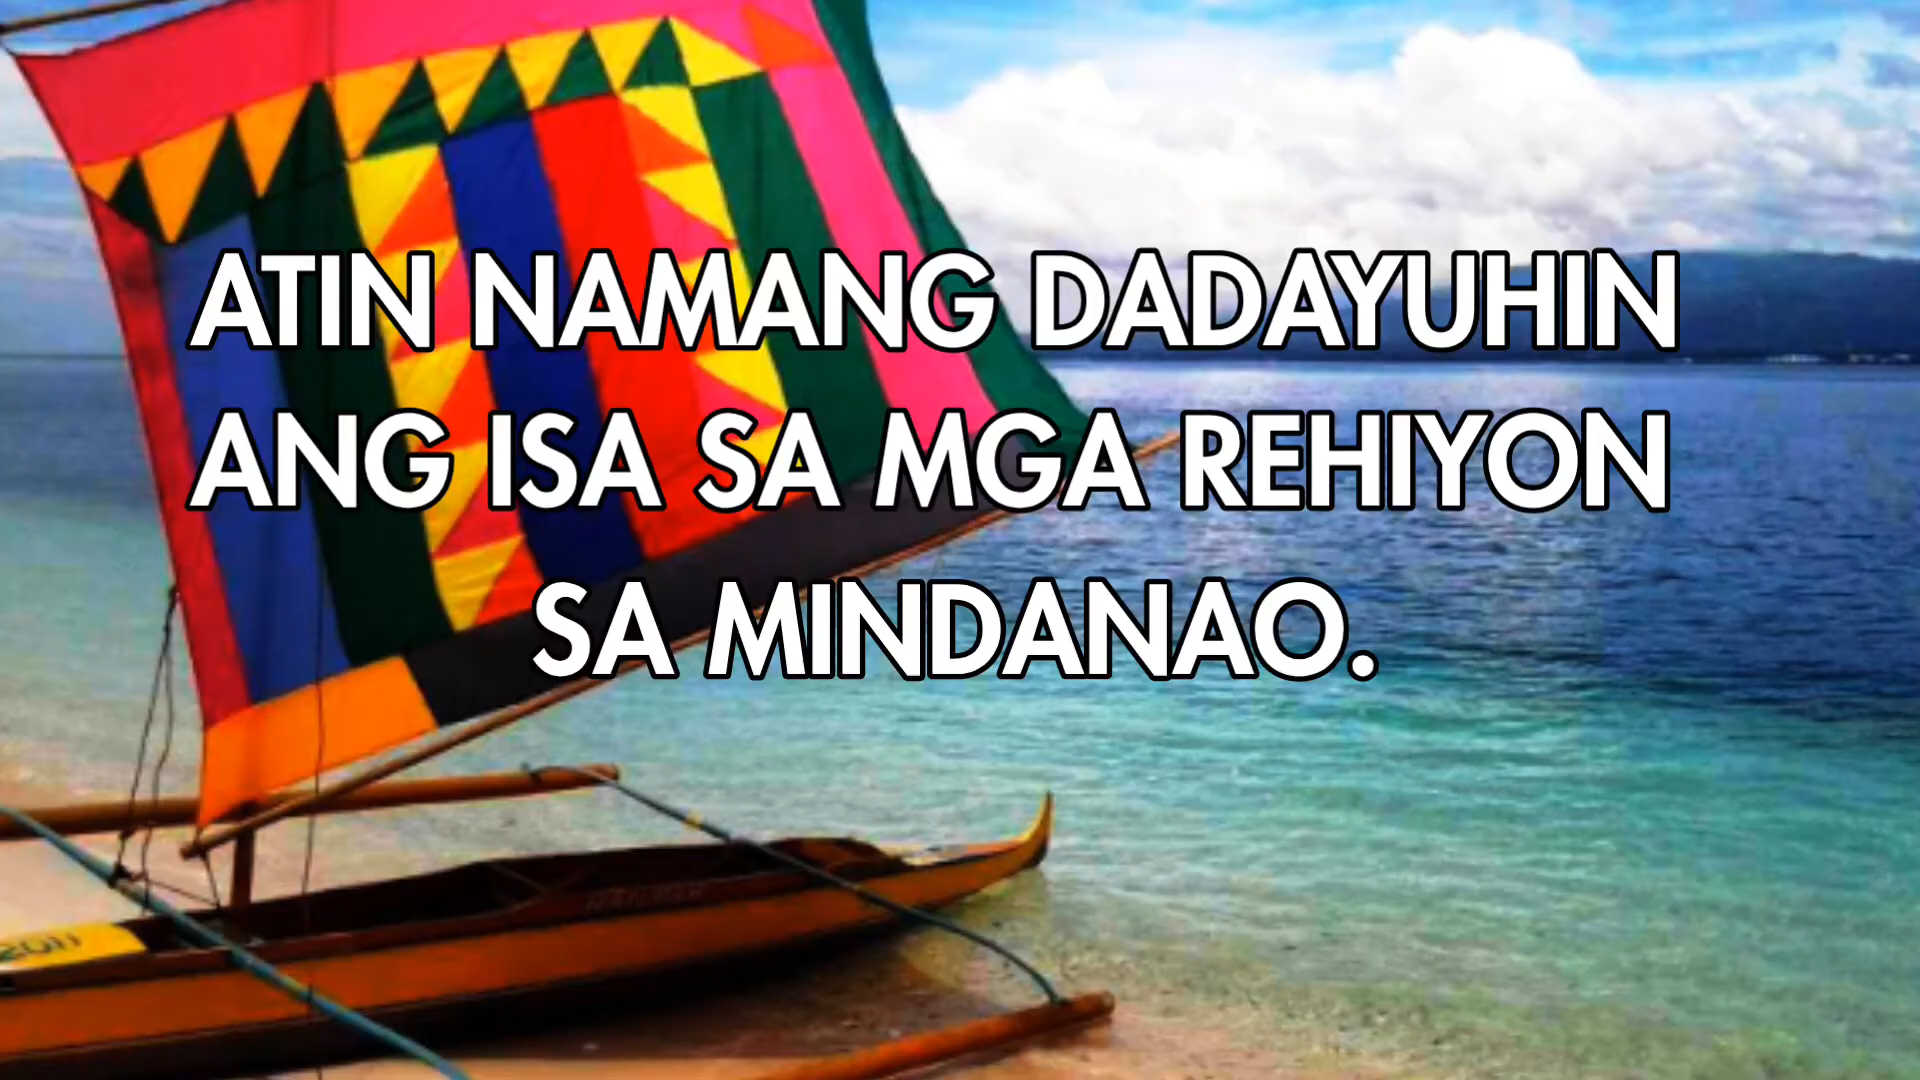 ATIN NAMANG DADAYUHIN
ANG ISA SA MGA REHIYON
SA MINDANAO.